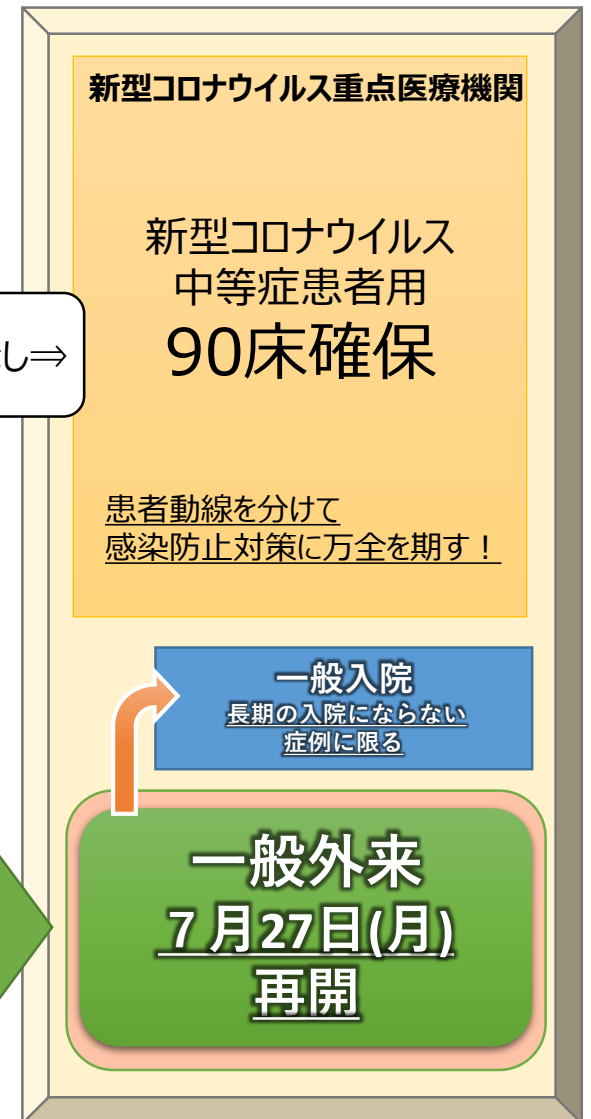 新型コロナウイルス重点医療機関
新型コロナウイルス
中等症患者用
90床確保
し⇒
患者動線を分けて
感染防止対策に万全を期す！
一般入院
長期の入院にならない
症例に限る
一般外来
７月27日(月)
再開